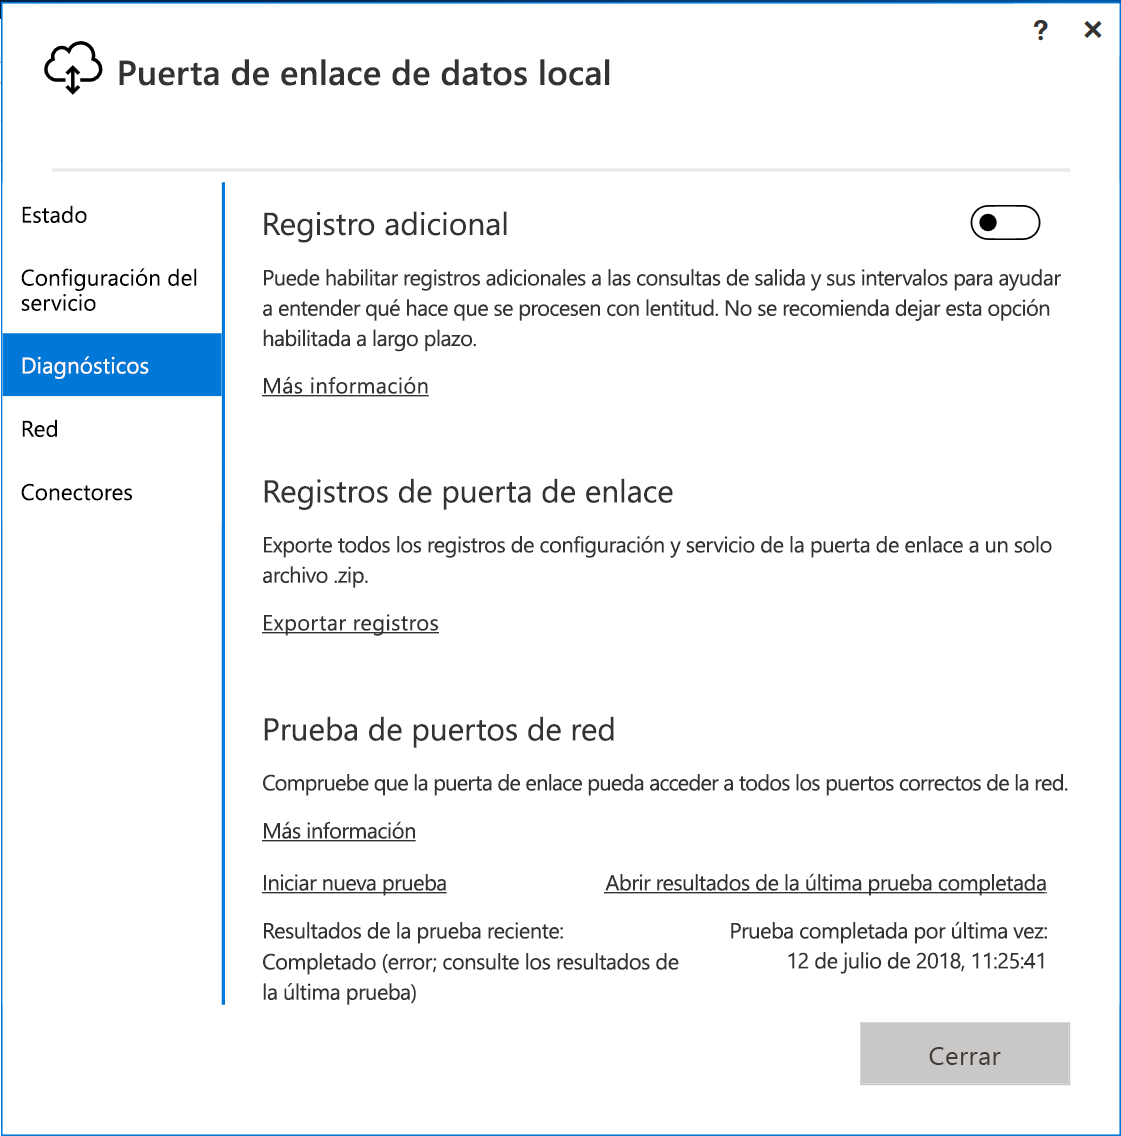 ?
Puerta de enlace de datos local
Estado
Configuración del
servicio
Diagnósticos
Red
Conectores
Registro adicional
Puede habilitar registros adicionales a las consultas de salida y sus intervalos para ayudar
a entender qué hace que se procesen con lentitud. No se recomienda dejar esta opción
habilitada a largo plazo.
Más información
Registros de puerta de enlace
Exporte todos los registros de configuración y servicio de la puerta de enlace a un solo
archivo .zip.
Exportar registros
Prueba de puertos de red
Compruebe que la puerta de enlace pueda acceder a todos los puertos correctos de la red.
Más información
Iniciar nueva prueba
Abrir resultados de la última prueba completada
Resultados de la prueba reciente:
Completado (error; consulte los resultados de
la última prueba)
Prueba completada por última vez:
12 de julio de 2018, 11:25:41
Cerrar